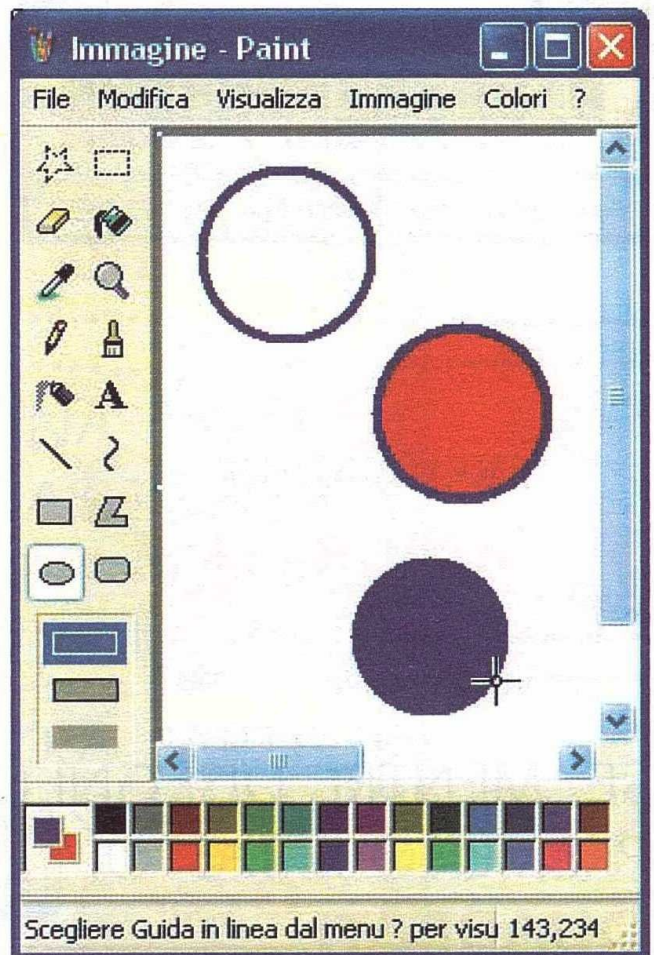 Immagine - Paint
File Modifica Visualizza Immagine Colori ?
A
Scegliere Guida in linea dal menu ? per visu 143,234